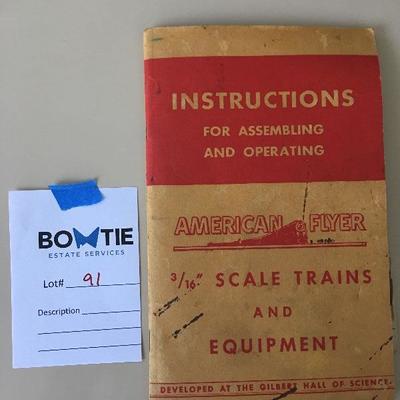 BOWTIE
ESTATE SERVICES
Lot# 91
Description
INSTRUCTIONS
FOR ASSEMBLING
AND OPERATING
AMERICAN FLYER
3/16" SCALE TRAINS
AND
EQUIPMENT
DEVELOPED AT THE GILBERT HALL OF SCIENCE